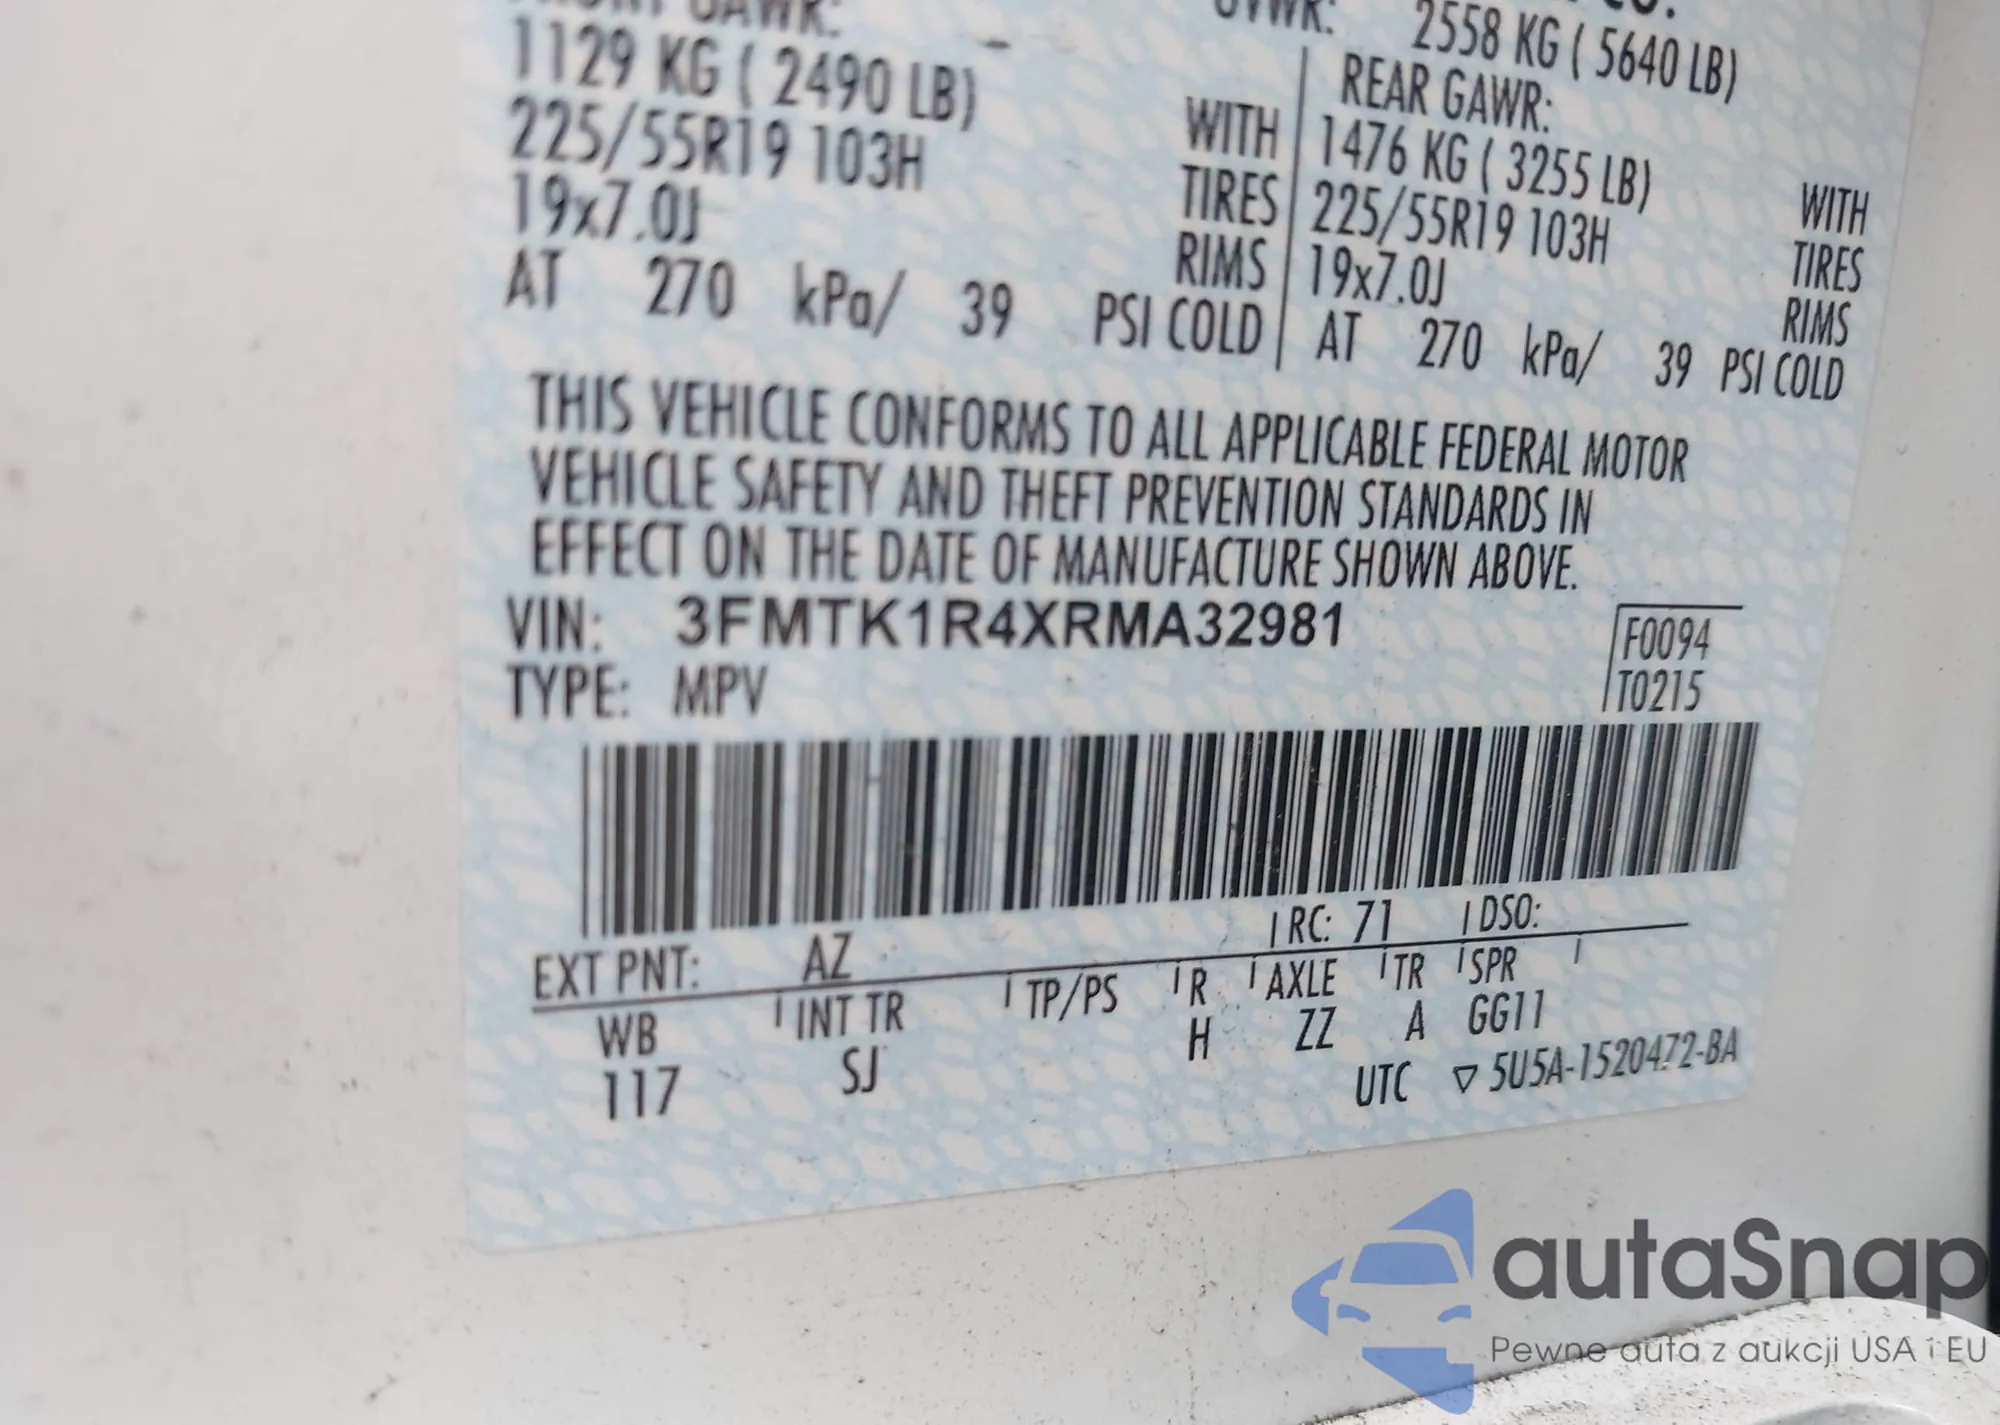 FRONT GAWR:
1129 KG ( 2490 LB) WITH
225/55R19 103H TIRES
19x7.0J RIMS
AT 270 kPa/ 39 PSI COLD
CO.
GVWR: 2558 KG ( 5640 LB)
REAR GAWR:
1476 KG ( 3255 LB) WITH
225/55R19 103H TIRES
19x7.0J RIMS
AT 270 kPa/ 39 PSI COLD
THIS VEHICLE CONFORMS TO ALL APPLICABLE FEDERAL MOTOR
VEHICLE SAFETY AND THEFT PREVENTION STANDARDS IN
EFFECT ON THE DATE OF MANUFACTURE SHOWN ABOVE.
VIN: 3FMTK1R4XRMA32981
TYPE: MPV
F0094
T0215
EXT PNT: AZ RC: 71 DSO:
WB INT TR TP/PS R AXLE TR SPR
117 SJ H ZZ A GG11
UTC ▽ 5U5A-1520472-BA
autaSnap
Pewne auta z aukcji USA i EU